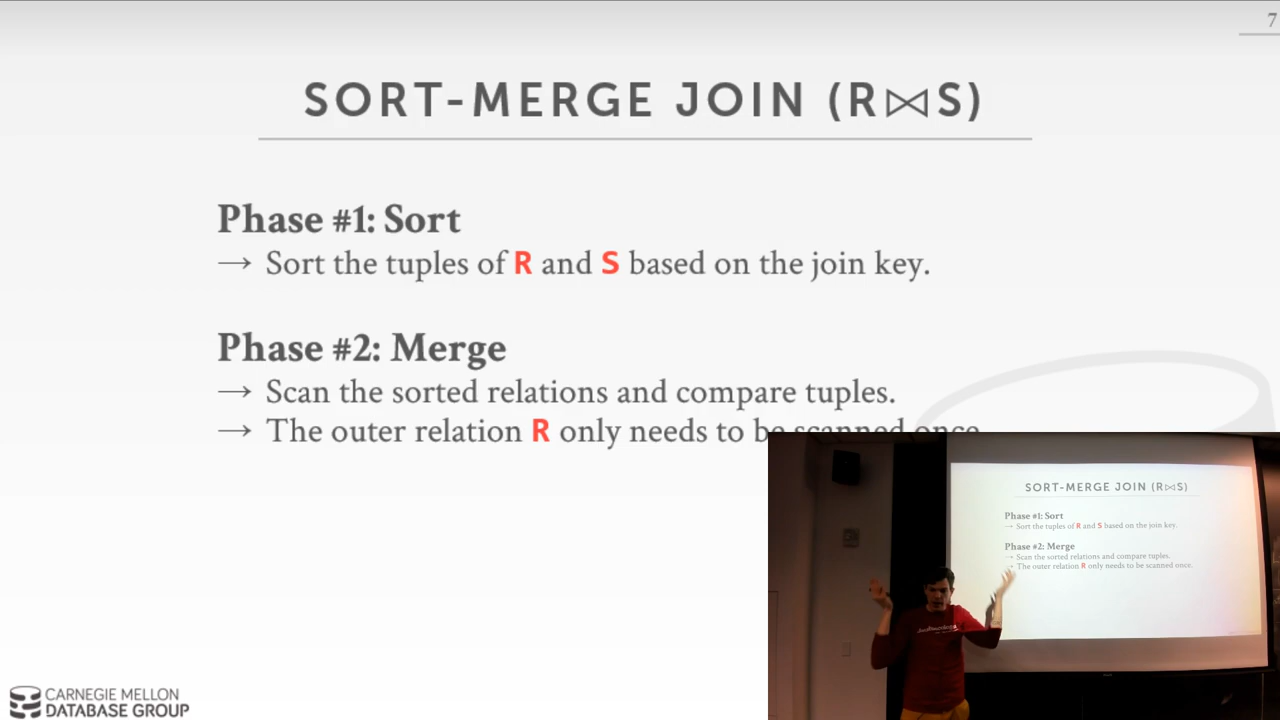 7
SORT-MERGE JOIN (R⋈S)
Phase #1: Sort
→ Sort the tuples of R and S based on the join key.
Phase #2: Merge
→ Scan the sorted relations and compare tuples.
→ The outer relation R only needs to be scanned once
SORT-MERGE JOIN (R⋈S)
Phase #1: Sort
→ Sort the tuples of R and S based on the join key.
Phase #2: Merge
→ Scan the sorted relations and compare tuples.
→ The outer relation R only needs to be scanned once.
CARNEGIE MELLON
DATABASE GROUP